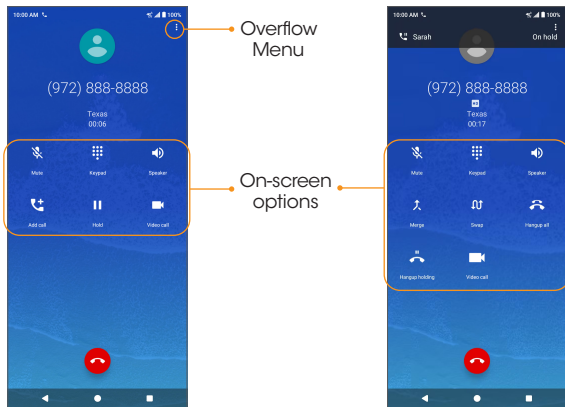 10:00 AM
100%
(972) 888-8888
Texas
00:06
Mute Keypad Speaker
Add call Hold Video call
Overflow
Menu
On-screen
options
10:00 AM
100%
Sarah On hold
(972) 888-8888
HD
Texas
00:17
Mute Keypad Speaker
Merge Swap Hangup all
Hangup holding Video call